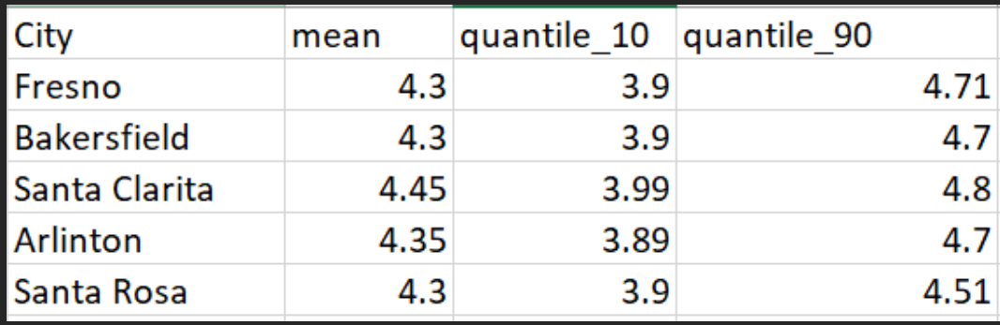 City mean quantile_10 quantile_90
Fresno 4.3 3.9 4.71
Bakersfield 4.3 3.9 4.7
Santa Clarita 4.45 3.99 4.8
Arlinton 4.35 3.89 4.7
Santa Rosa 4.3 3.9 4.51